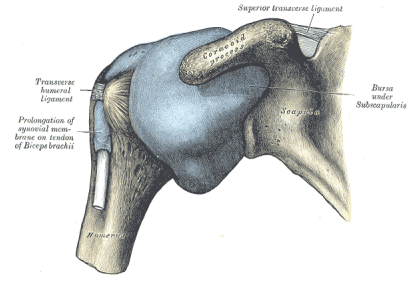 Superior transverse ligament
Coracoid
process
Transverse
humeral
ligament
Bursa
under
Subscapularis
Scapula
Prolongation of
synovial mem-
brane on tendon
of Biceps brachii
Humerus